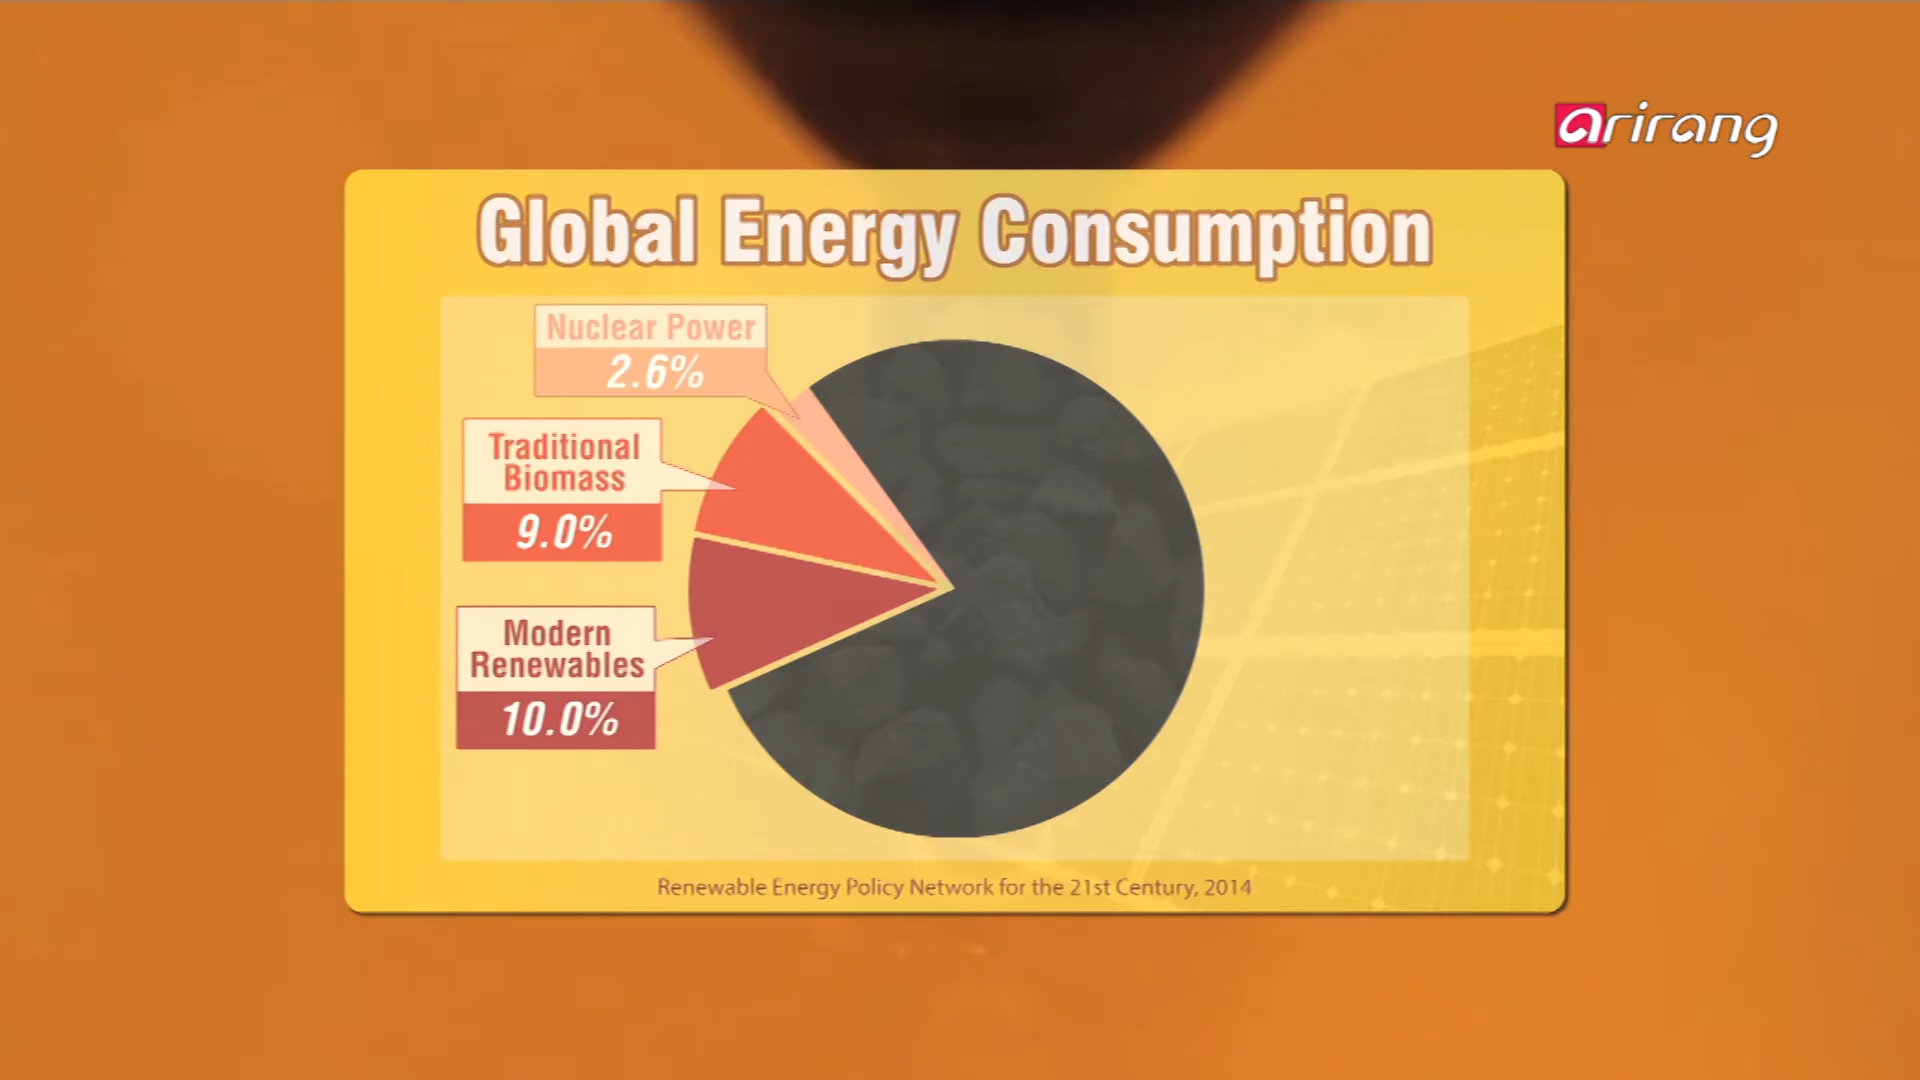 arirang
Global Energy Consumption
Nuclear Power
2.6%
Traditional
Biomass
9.0%
Modern
Renewables
10.0%
Renewable Energy Policy Network for the 21st Century, 2014